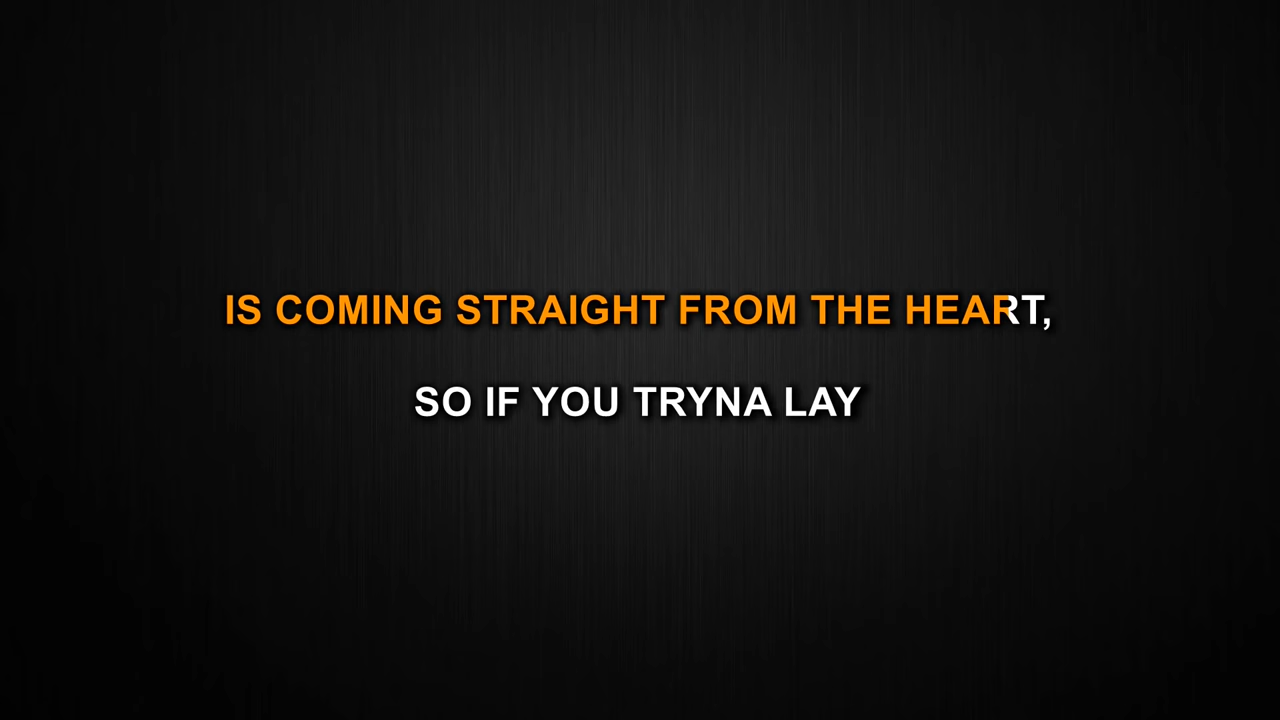 IS COMING STRAIGHT FROM THE HEART,
SO IF YOU TRYNA LAY